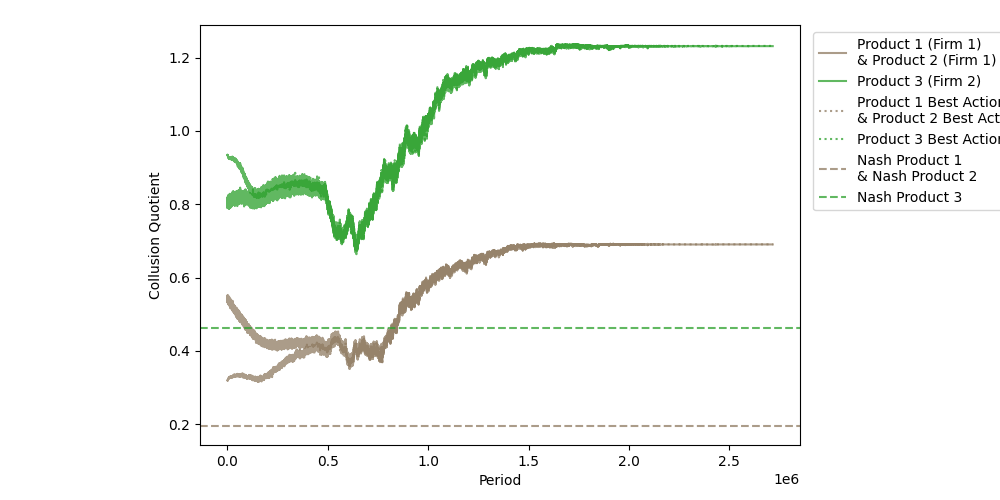 Collusion Quotient
1.2
1.0
0.8
0.6
0.4
0.2
0.0
0.5
1.0
1.5
2.0
2.5
1e6
Period
Product 1 (Firm 1)
& Product 2 (Firm 1)
Product 3 (Firm 2)
Product 1 Best
& Product 2 Best
Product 3 Best
Nash Product 1
& Nash Product 2
Nash Product 3